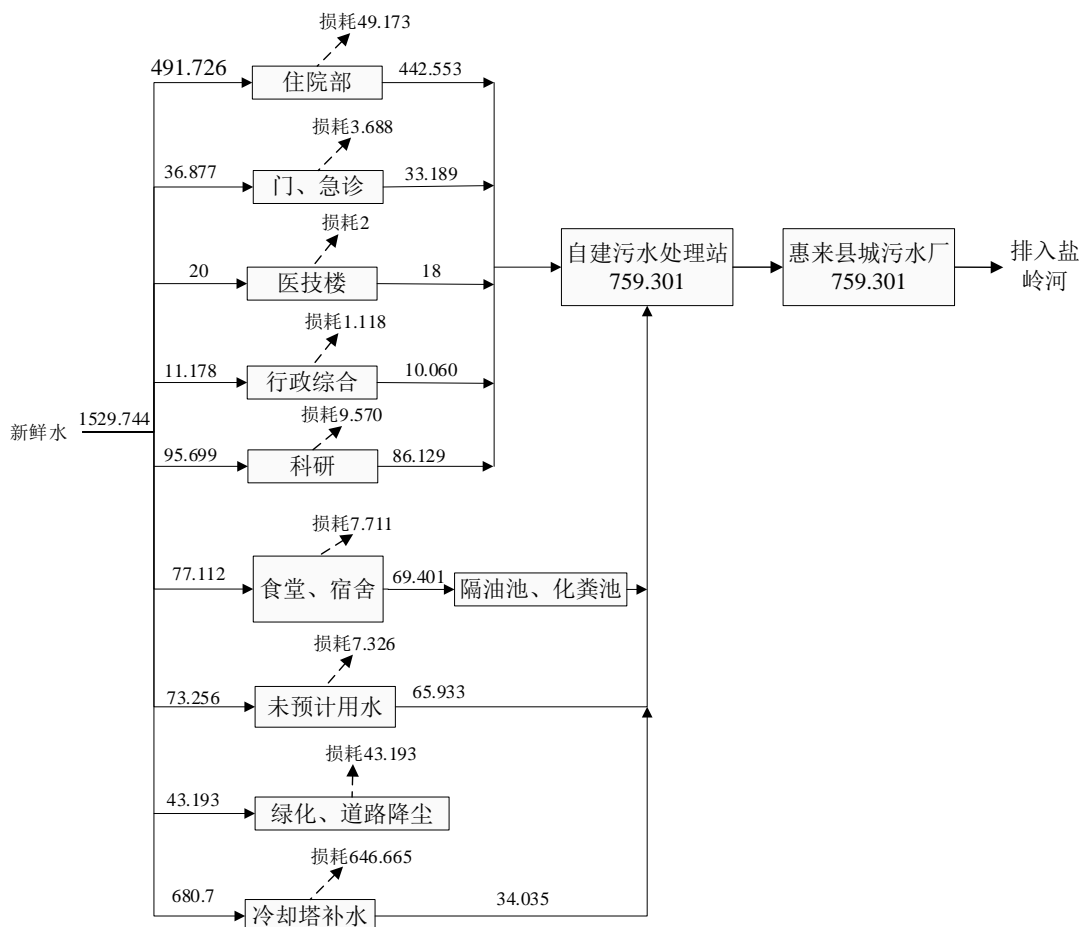 损耗49.173
491.726
住院部
442.553
损耗3.688
36.877
门、急诊
33.189
损耗2
20
医技楼
18
自建污水处理站
759.301
惠来县城污水厂
759.301
排入盐
岭河
损耗1.118
11.178
行政综合
10.060
新鲜水
1529.744
损耗9.570
95.699
科研
86.129
损耗7.711
77.112
食堂、宿舍
69.401
隔油池、化粪池
损耗7.326
73.256
未预计用水
65.933
损耗43.193
43.193
绿化、道路降尘
损耗646.665
680.7
冷却塔补水
34.035